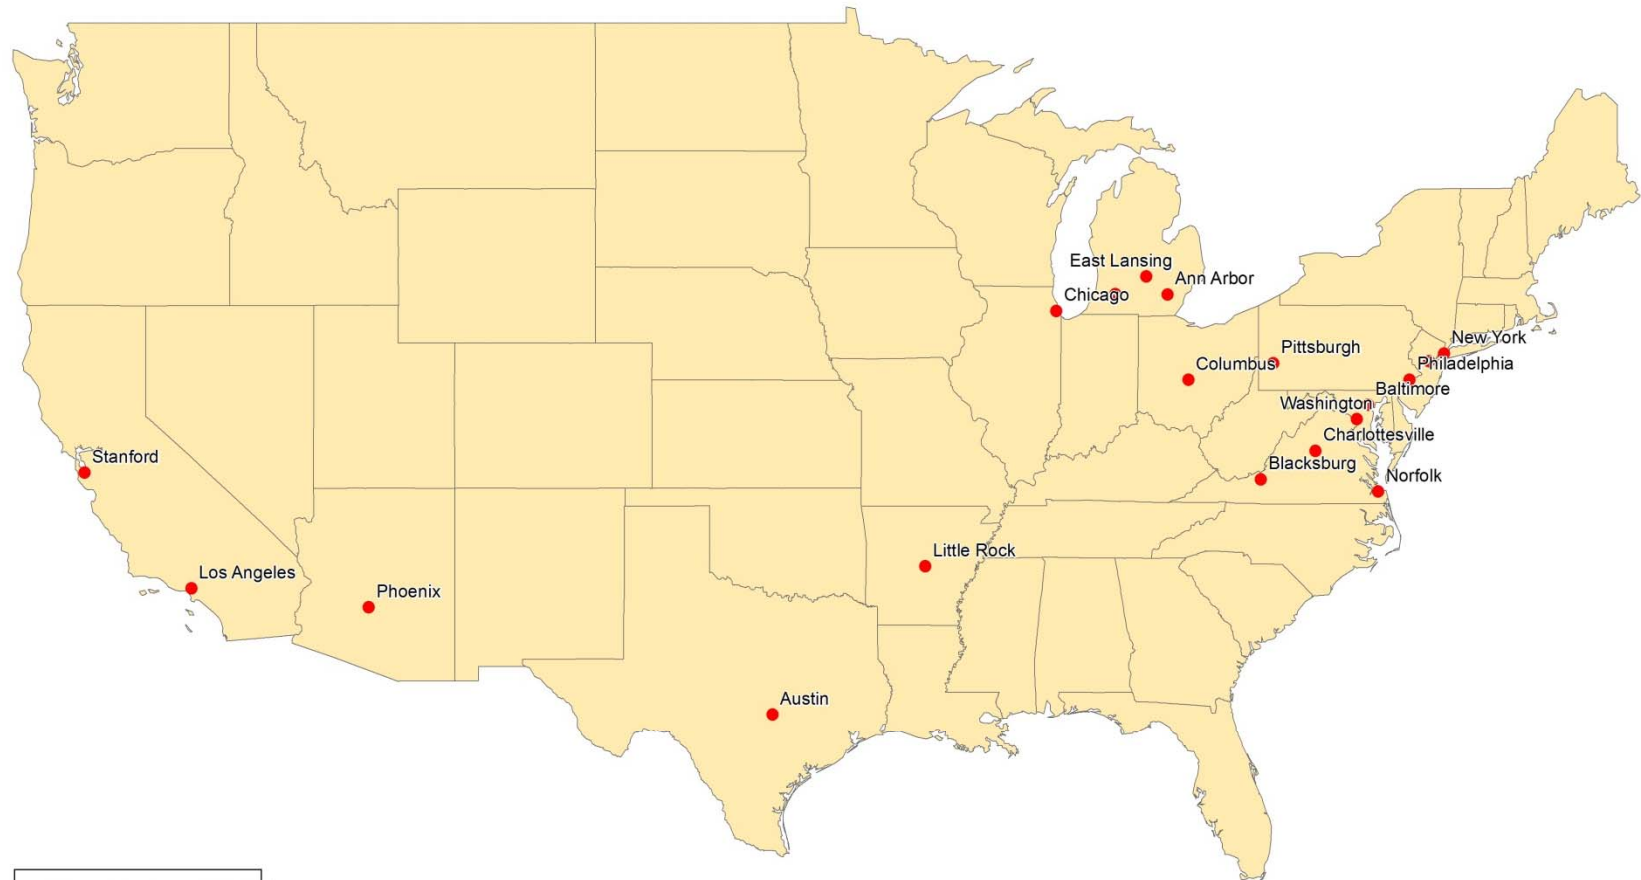 East Lansing
Ann Arbor
Chicago
New York
Pittsburgh
Columbus
Philadelphia
Baltimore
Washington
Charlottesville
Stanford
Blacksburg
Norfolk
Little Rock
Los Angeles
Phoenix
Austin